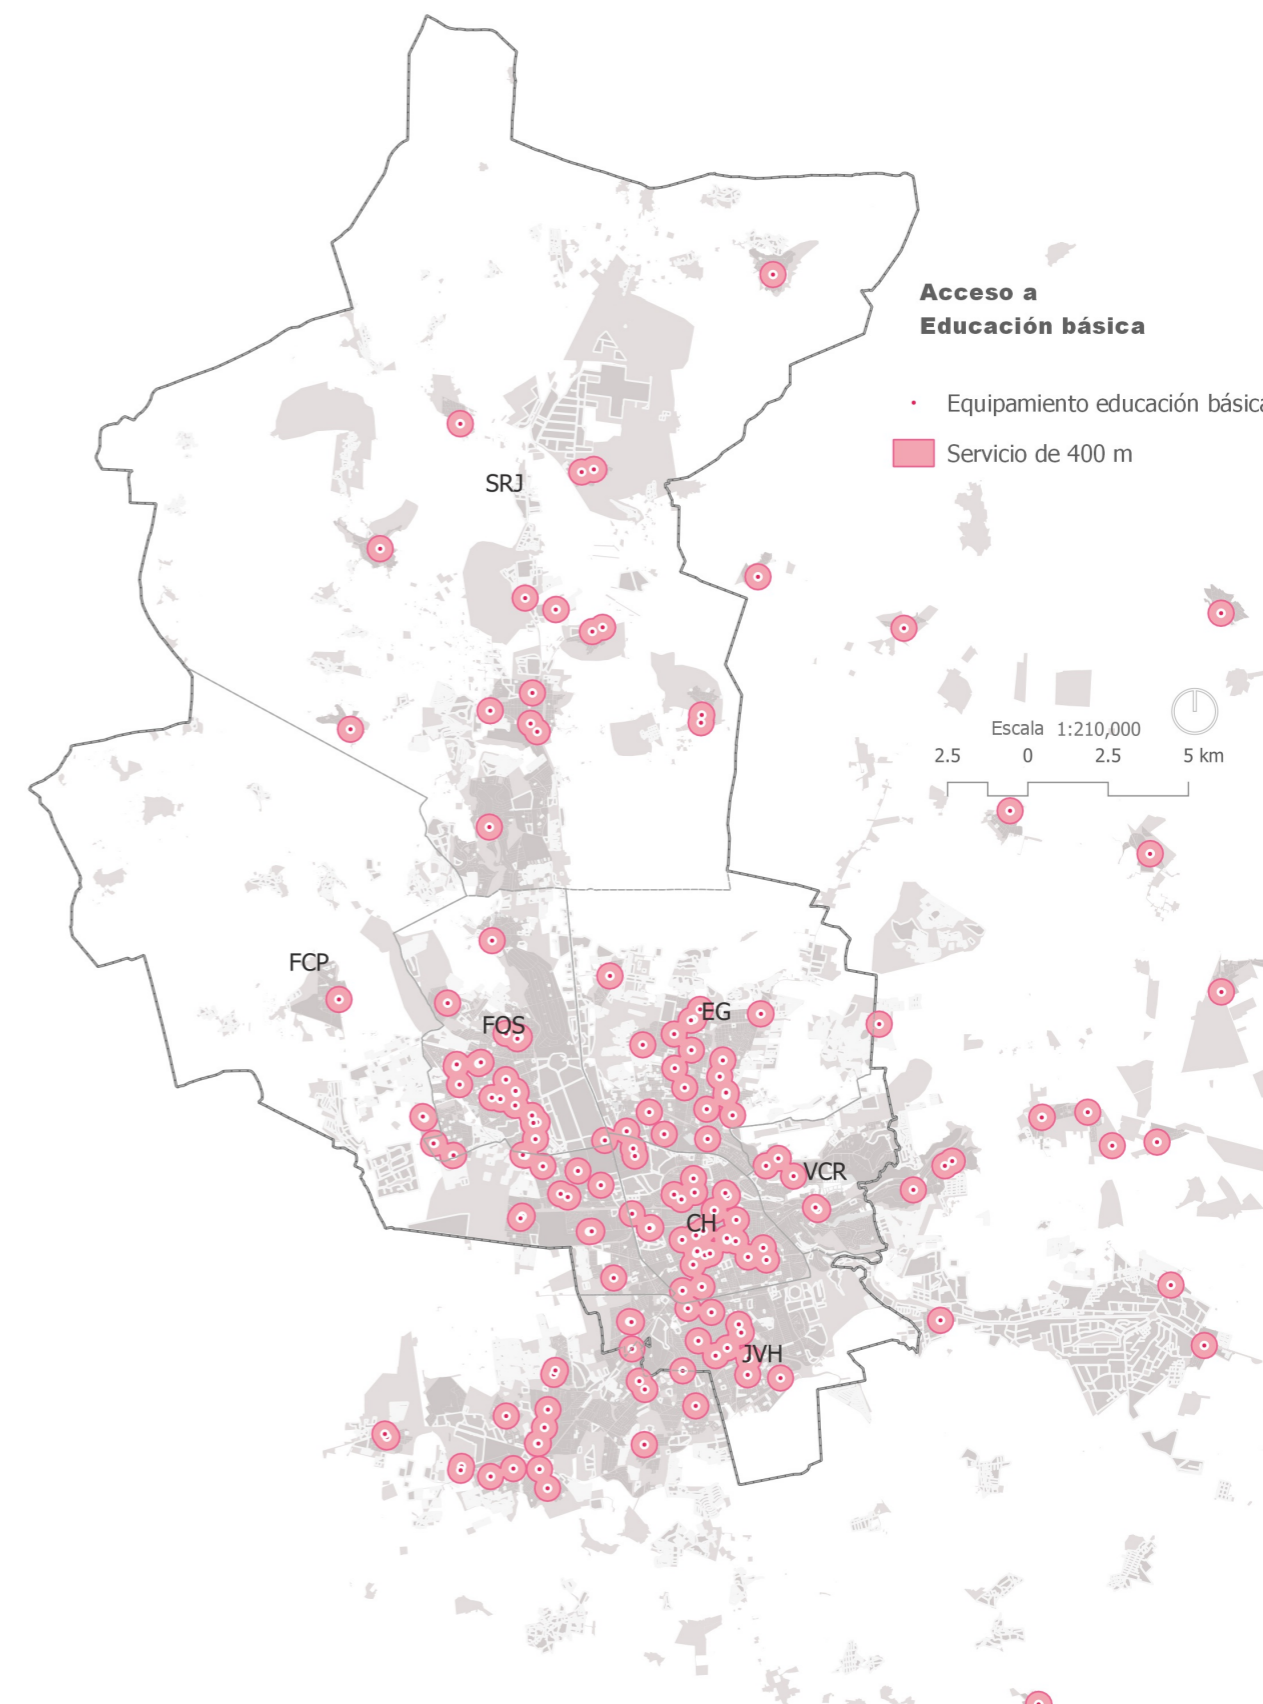 Acceso a
Educación básica
Equipamiento educación básica
Servicio de 400 m
SRJ
Escala 1:210,000
2.5 0 2.5 5 km
FCP
FQS
EG
VCR
CH
JVH